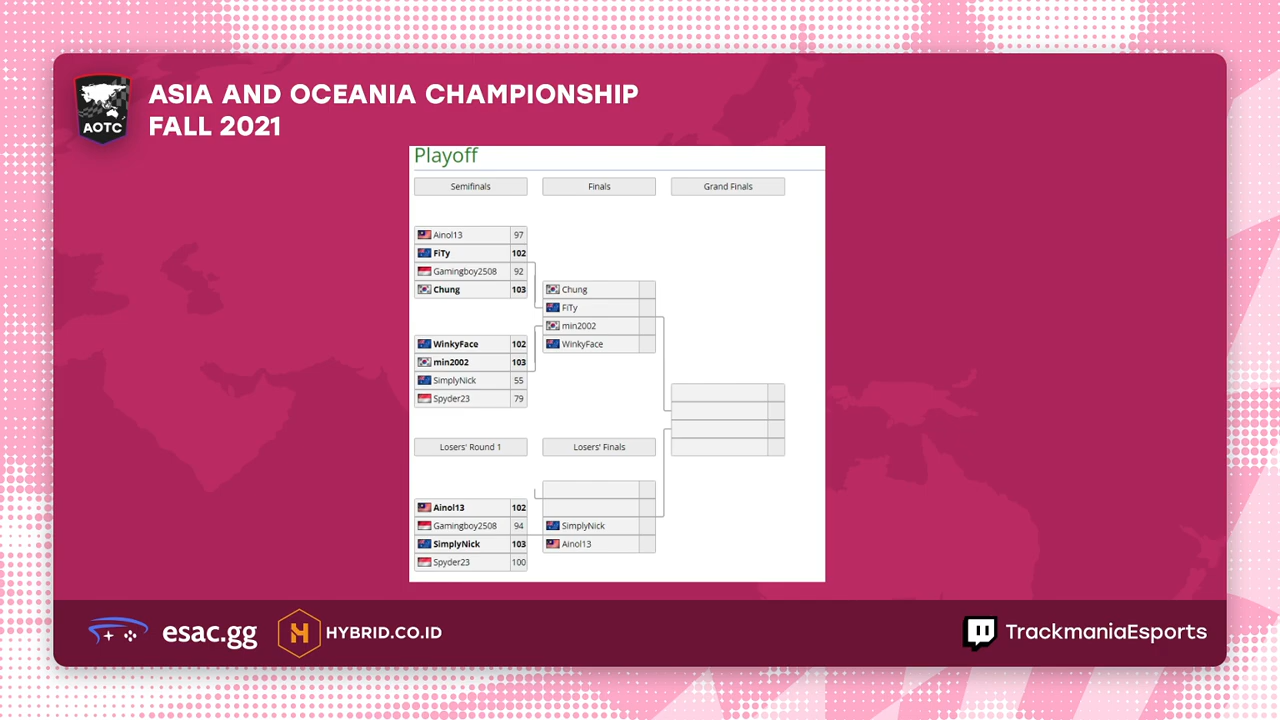 ASIA AND OCEANIA CHAMPIONSHIP
FALL 2021
AOTC
Playoff
Semifinals
Finals
Grand Finals
Ainol13 97
FiTy 102
Gamingboy2508 92
Chung 103
WinkyFace 102
min2002 103
SimplyNick 55
Spyder23 79
Chung
FiTy
min2002
WinkyFace
Losers' Round 1
Losers' Finals
Ainol13 102
Gamingboy2508 94
SimplyNick 103
Spyder23 100
SimplyNick
Ainol13
esac.gg
HYBRID.CO.ID
TrackmaniaEsports